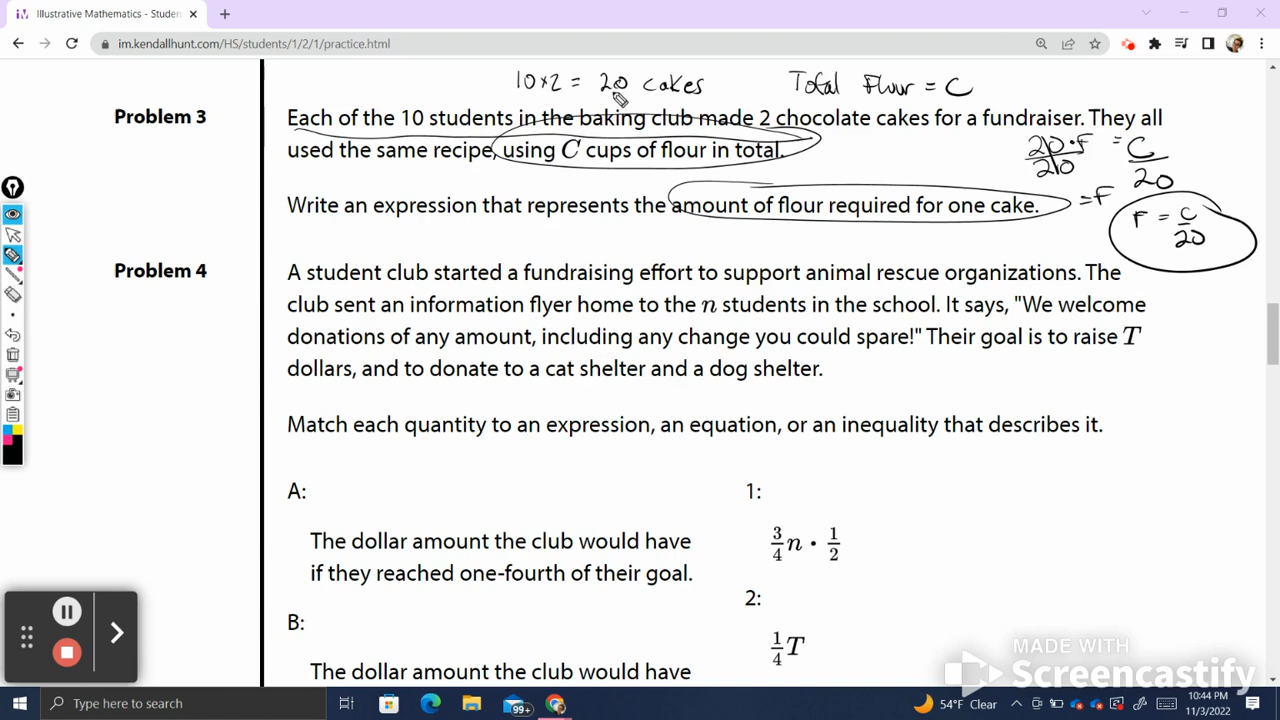 Illustrative Mathematics - Studen
im.kendallhunt.com/HS/students/1/2/1/practice.html
10×2 = 20 cakes
Total Flour = C
Problem 3
Each of the 10 students in the baking club made 2 chocolate cakes for a fundraiser. They all
used the same recipe, using C cups of flour in total.
20·F/20 = C/20
Write an expression that represents the amount of flour required for one cake.
=F
F = C/20
Problem 4
A student club started a fundraising effort to support animal rescue organizations. The
club sent an information flyer home to the n students in the school. It says, "We welcome
donations of any amount, including any change you could spare!" Their goal is to raise T
dollars, and to donate to a cat shelter and a dog shelter.
Match each quantity to an expression, an equation, or an inequality that describes it.
A:
The dollar amount the club would have
if they reached one-fourth of their goal.
B:
The dollar amount the club would have
1:
3/4 n · 1/2
2:
1/4 T
MADE WITH
Screencastify
Type here to search
99+
54°F Clear
10:44 PM
11/3/2022